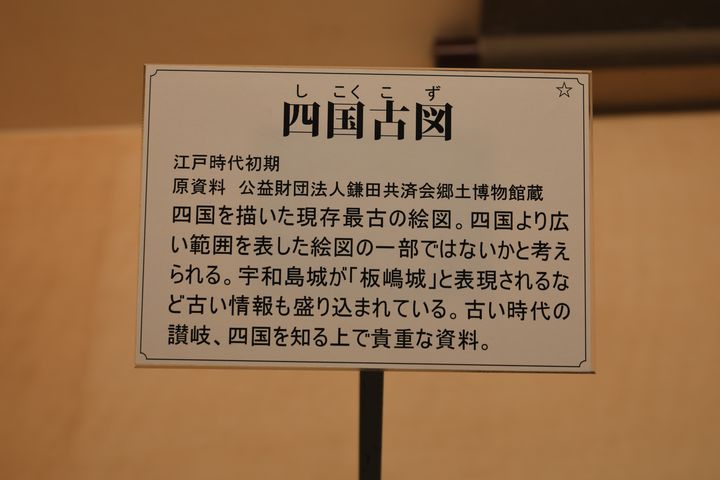 ☆
し こく こ ず
四国古図
江戸時代初期
原資料 公益財団法人鎌田共済会郷土博物館蔵
四国を描いた現存最古の絵図。四国より広
い範囲を表した絵図の一部ではないかと考え
られる。宇和島城が「板嶋城」と表現されるな
ど古い情報も盛り込まれている。古い時代の
讃岐、四国を知る上で貴重な資料。